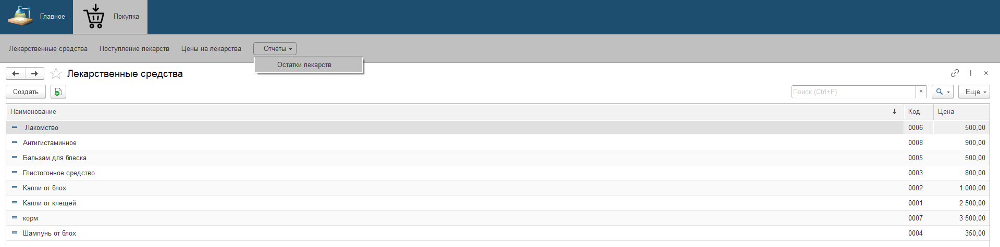 Главное Покупка
Лекарственные средства Поступление лекарств Цены на лекарства Отчеты
Остатки лекарств
Лекарственные средства
Создать Поиск (Ctrl+F) × Еще
Наименование ↓ Код Цена
Лакомство 0006 500,00
Антигистаминное 0008 900,00
Бальзам для блеска 0005 500,00
Глистогонное средство 0003 800,00
Капли от блох 0002 1 000,00
Капли от клещей 0001 2 500,00
корм 0007 3 500,00
Шампунь от блох 0004 350,00